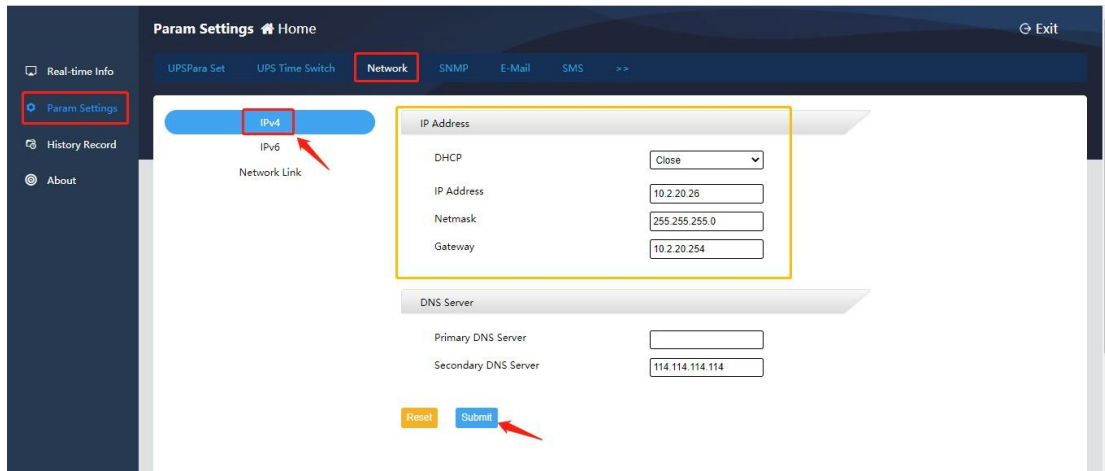 Param Settings Home
Exit
Real-time Info
Param Settings
History Record
About
UPSPara Set UPS Time Switch Network SNMP E-Mail SMS >>
IPv4
IPv6
Network Link
IP Address
DHCP Close
IP Address 10.2.20.26
Netmask 255.255.255.0
Gateway 10.2.20.254
DNS Server
Primary DNS Server
Secondary DNS Server 114.114.114.114
Reset Submit